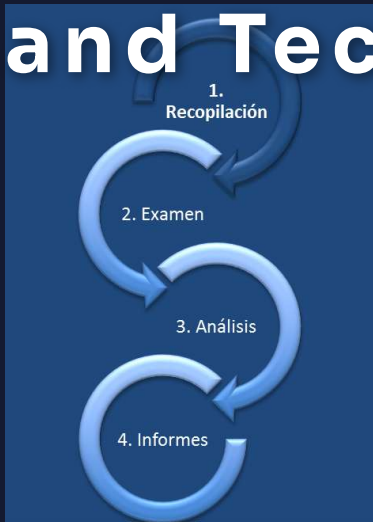 and Tec
1.
Recopilación
2. Examen
3. Análisis
4. Informes